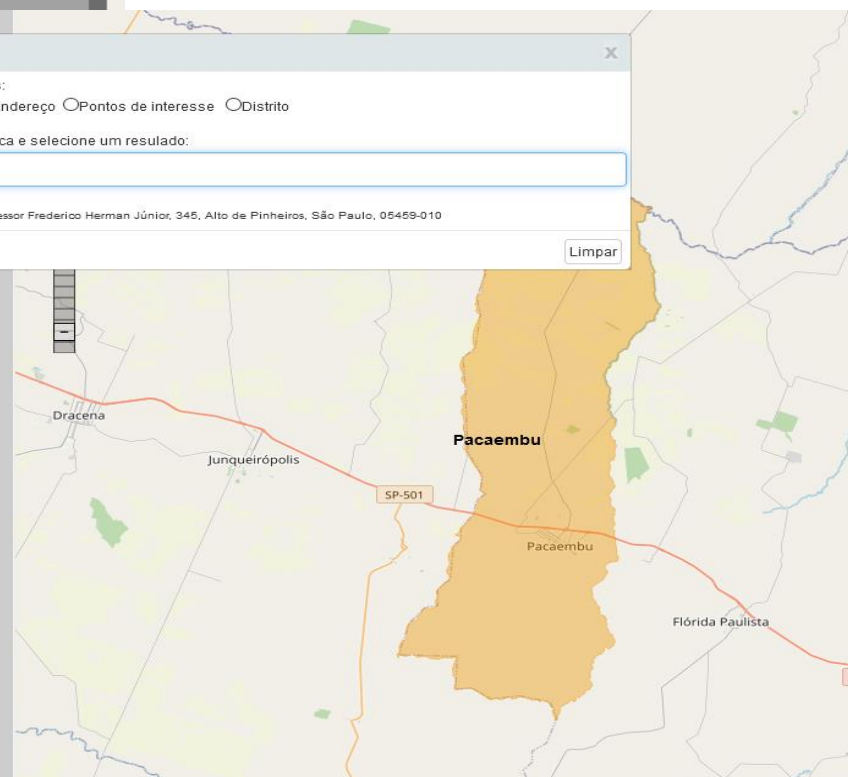 x
s:
ndereço Pontos de interesse Distrito
ca e selecione um resulado:
essor Frederico Herman Júnior, 345, Alto de Pinheiros, São Paulo, 05459-010
Limpar
Dracena
Pacaembu
Junqueirópolis
SP-501
Pacaembu
Flórida Paulista